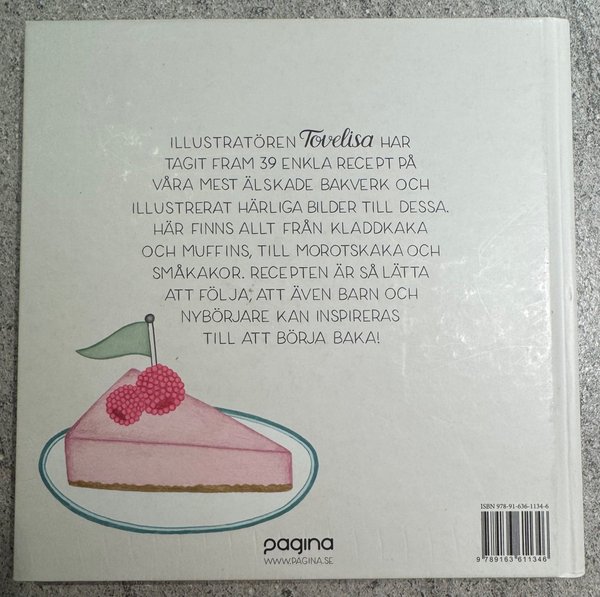 ILLUSTRATÖREN Tovelisa HAR
TAGIT FRAM 39 ENKLA RECEPT PÅ
VÅRA MEST ÄLSKADE BAKVERK OCH
ILLUSTRERAT HÄRLIGA BILDER TILL DESSA.
HÄR FINNS ALLT FRÅN KLADDKAKA
OCH MUFFINS, TILL MOROTSKAKA OCH
SMÅKAKOR. RECEPTEN ÄR SÅ LÄTTA
ATT FÖLJA, ATT ÄVEN BARN OCH
NYBÖRJARE KAN INSPIRERAS
TILL ATT BÖRJA BAKA!
ISBN 978-91-636-1134-6
9 789163 611346
pagina
WWW.PAGINA.SE